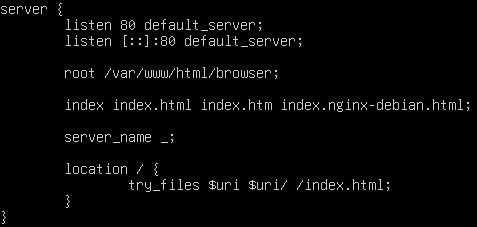 server {
        listen 80 default_server;
        listen [::]:80 default_server;

        root /var/www/html/browser;

        index index.html index.htm index.nginx-debian.html;

        server_name _;

        location / {
                try_files $uri $uri/ /index.html;
        }
}